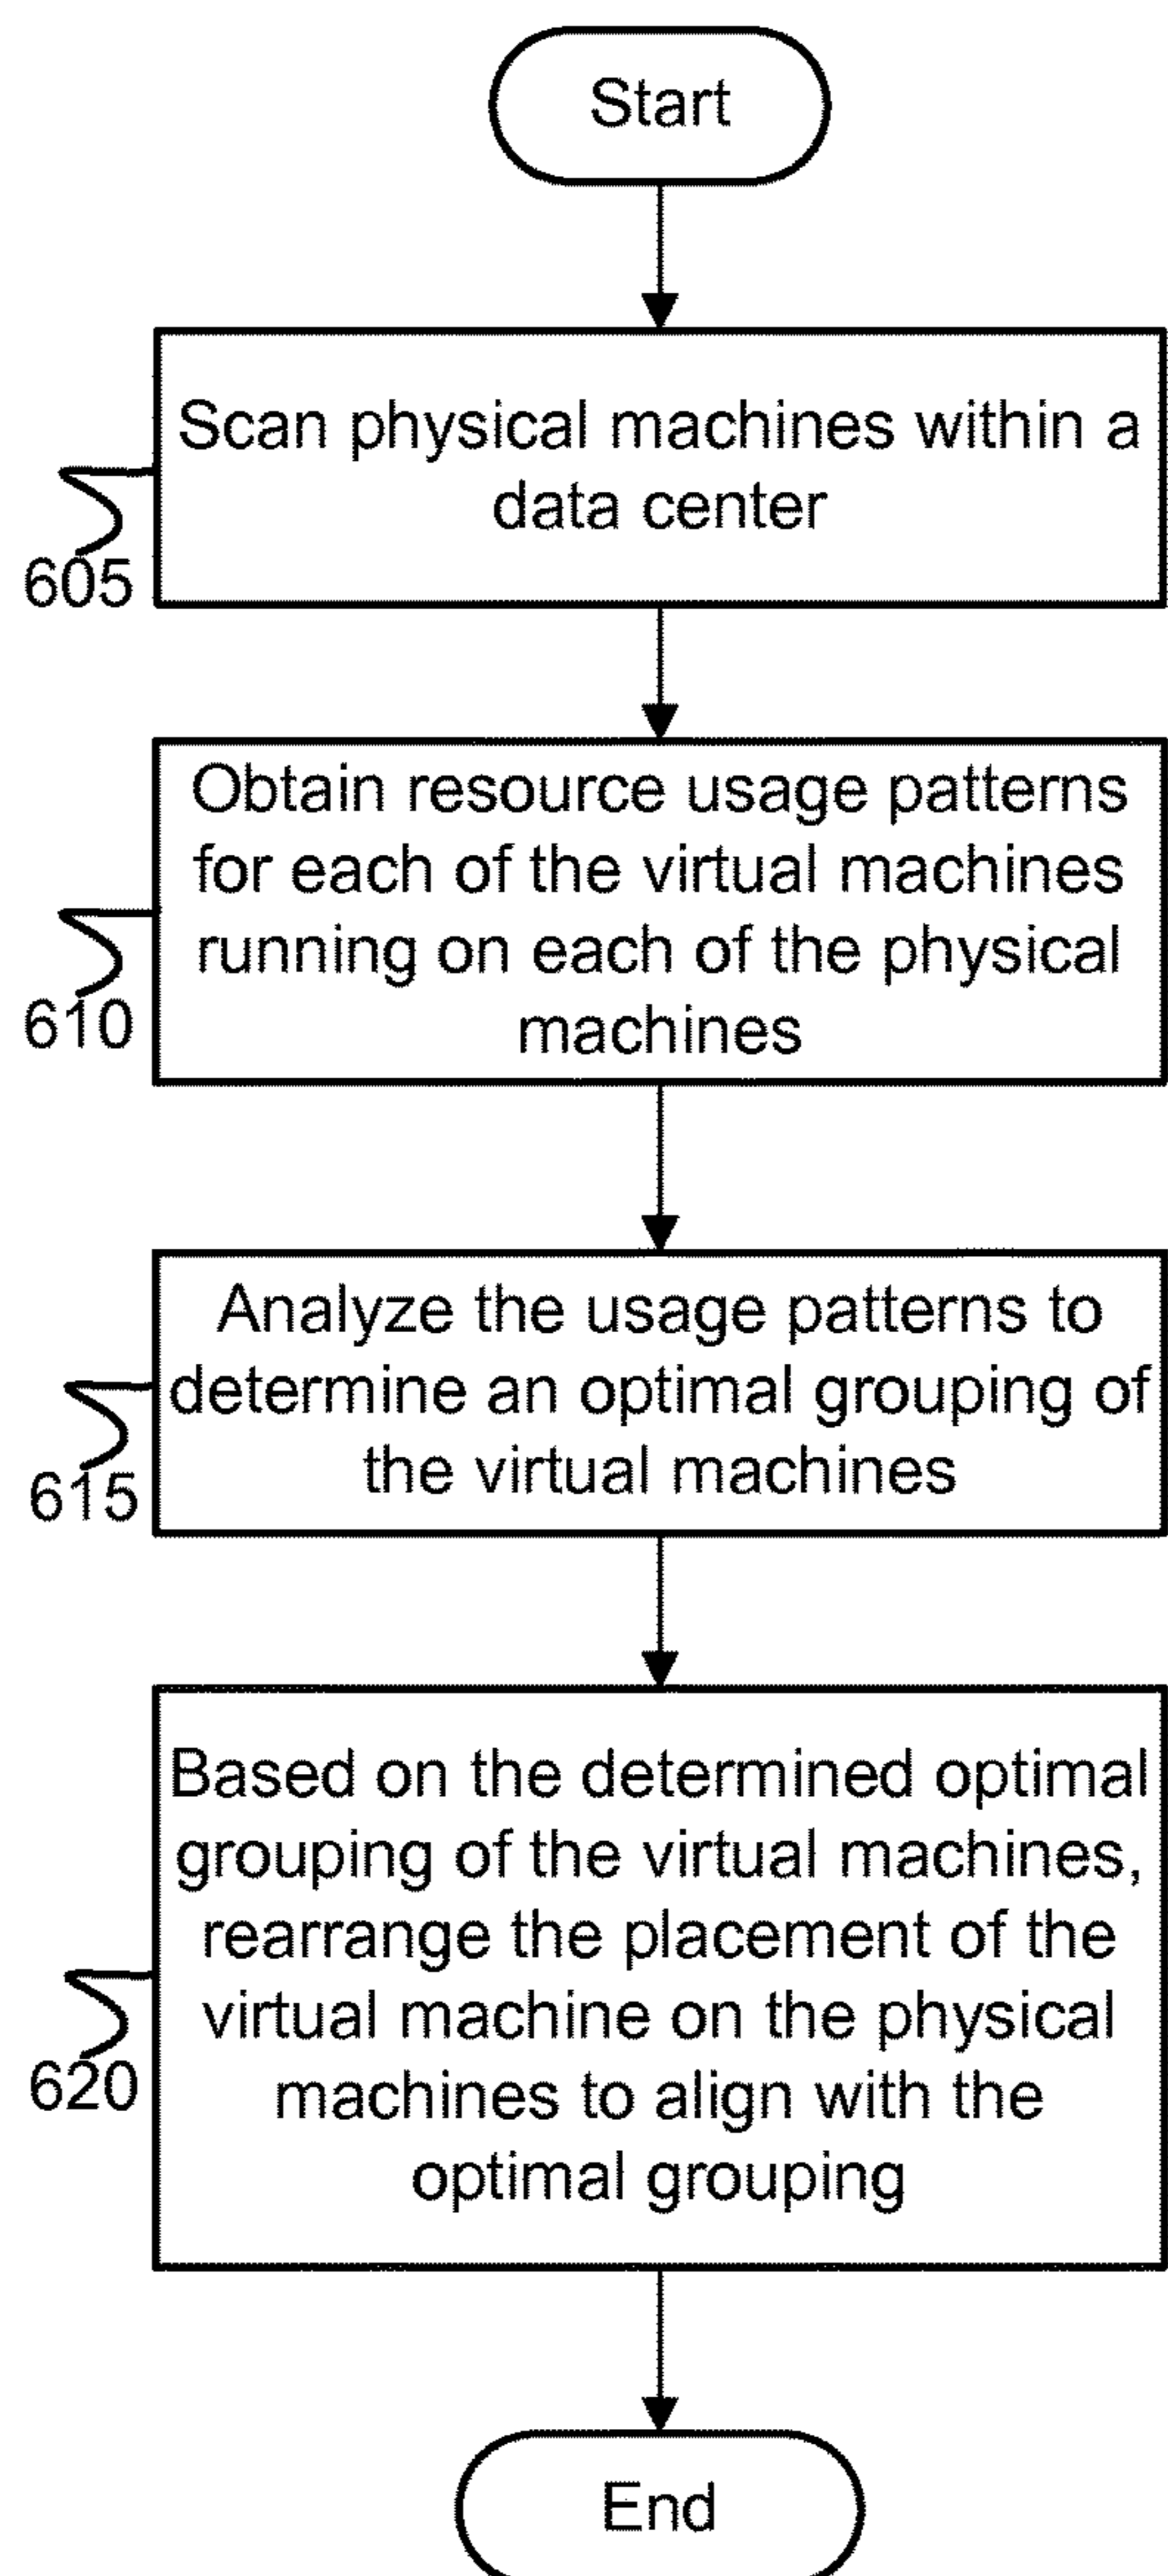 Start
Scan physical machines within a
data center
605
Obtain resource usage patterns
for each of the virtual machines
running on each of the physical
machines
610
Analyze the usage patterns to
determine an optimal grouping of
the virtual machines
615
Based on the determined optimal
grouping of the virtual machines,
rearrange the placement of the
virtual machine on the physical
machines to align with the
optimal grouping
620
End